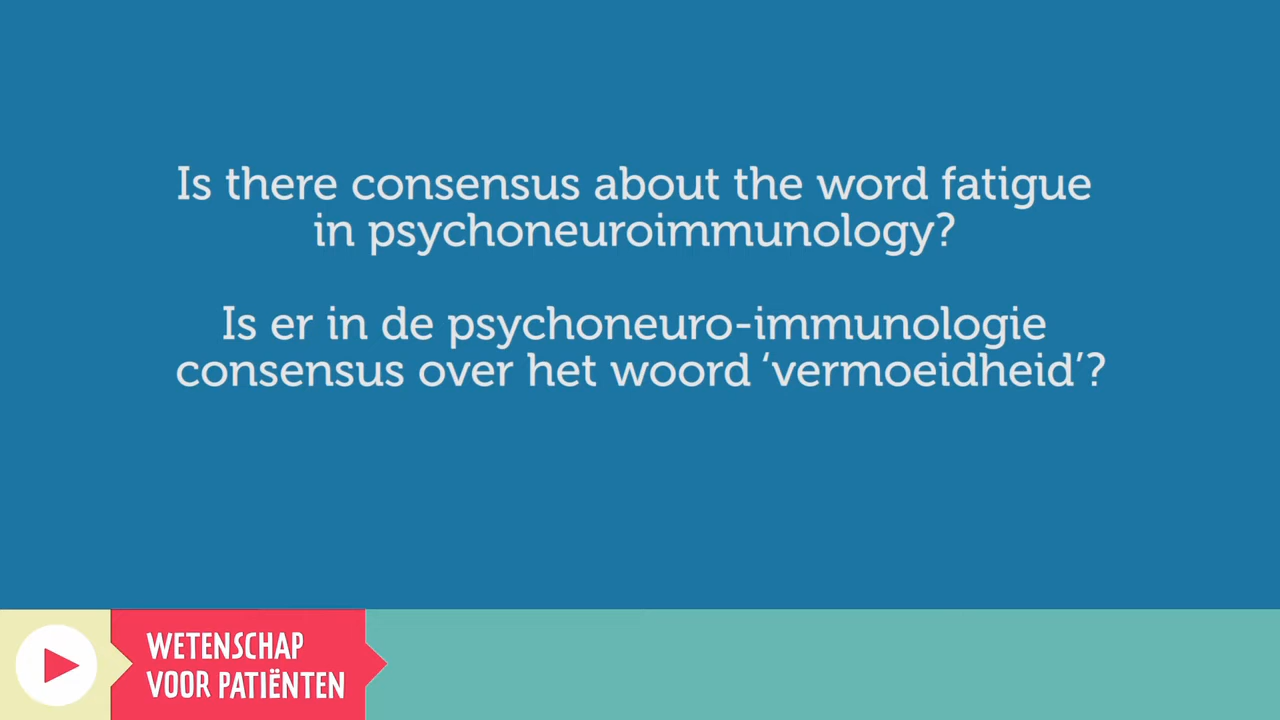 Is there consensus about the word fatigue
in psychoneuroimmunology?
Is er in de psychoneuro-immunologie
consensus over het woord ‘vermoeidheid’?
WETENSCHAP
VOOR PATIËNTEN